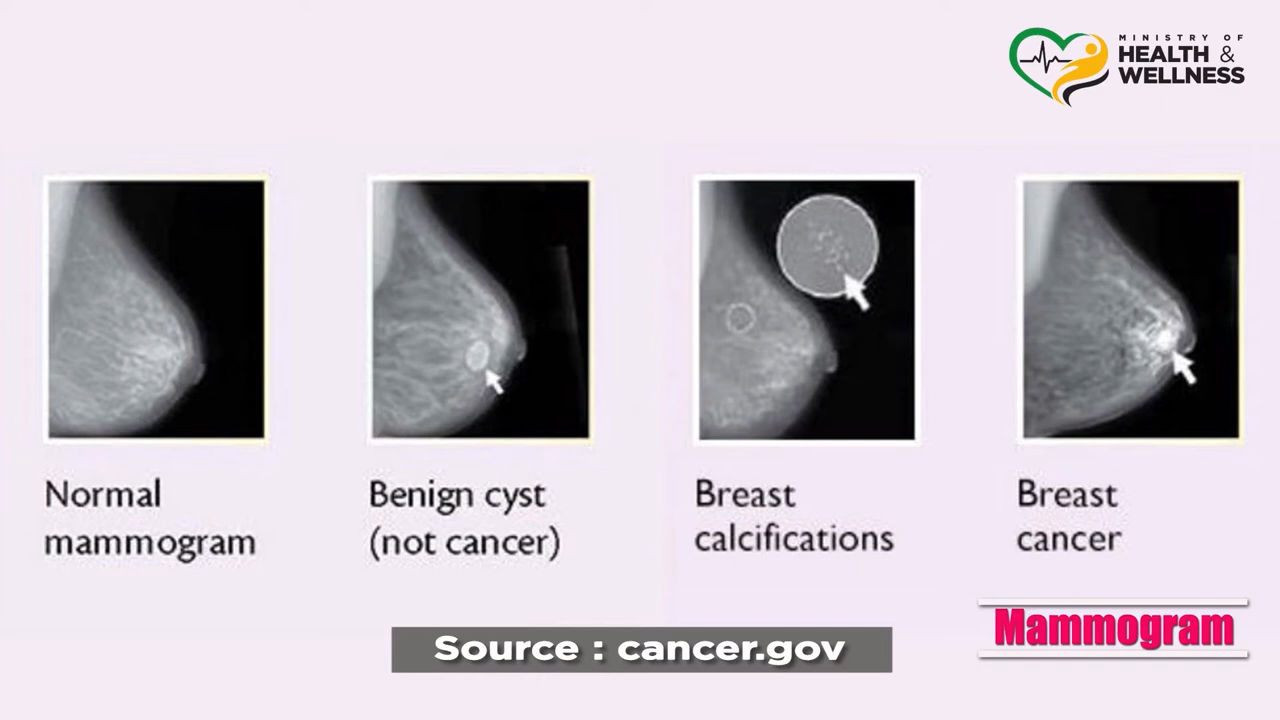 MINISTRY OF
HEALTH &
WELLNESS
Normal
mammogram
Benign cyst
(not cancer)
Breast
calcifications
Breast
cancer
Mammogram
Source : cancer.gov